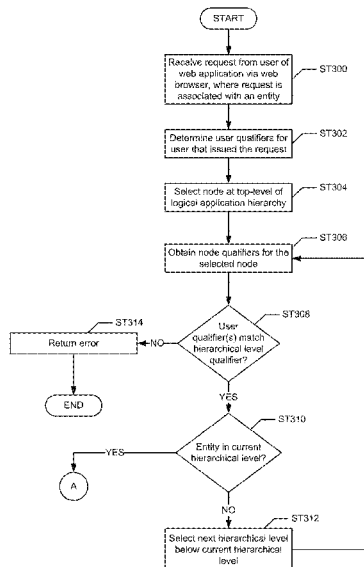 START
Receive request from user of
web application via web
browser, where request is
associated with an entity
ST300
Determine user qualifiers for
user that issued the request
ST302
Select node at top-level of
logical application hierarchy
ST304
Obtain node qualifiers for the
selected node
ST306
User
qualifier(s) match
hierarchical level
qualifier?
ST308
NO
ST314
Return error
END
YES
Entity in current
hierarchical level?
ST310
YES
A
NO
Select next hierarchical level
below current hierarchical
level
ST312